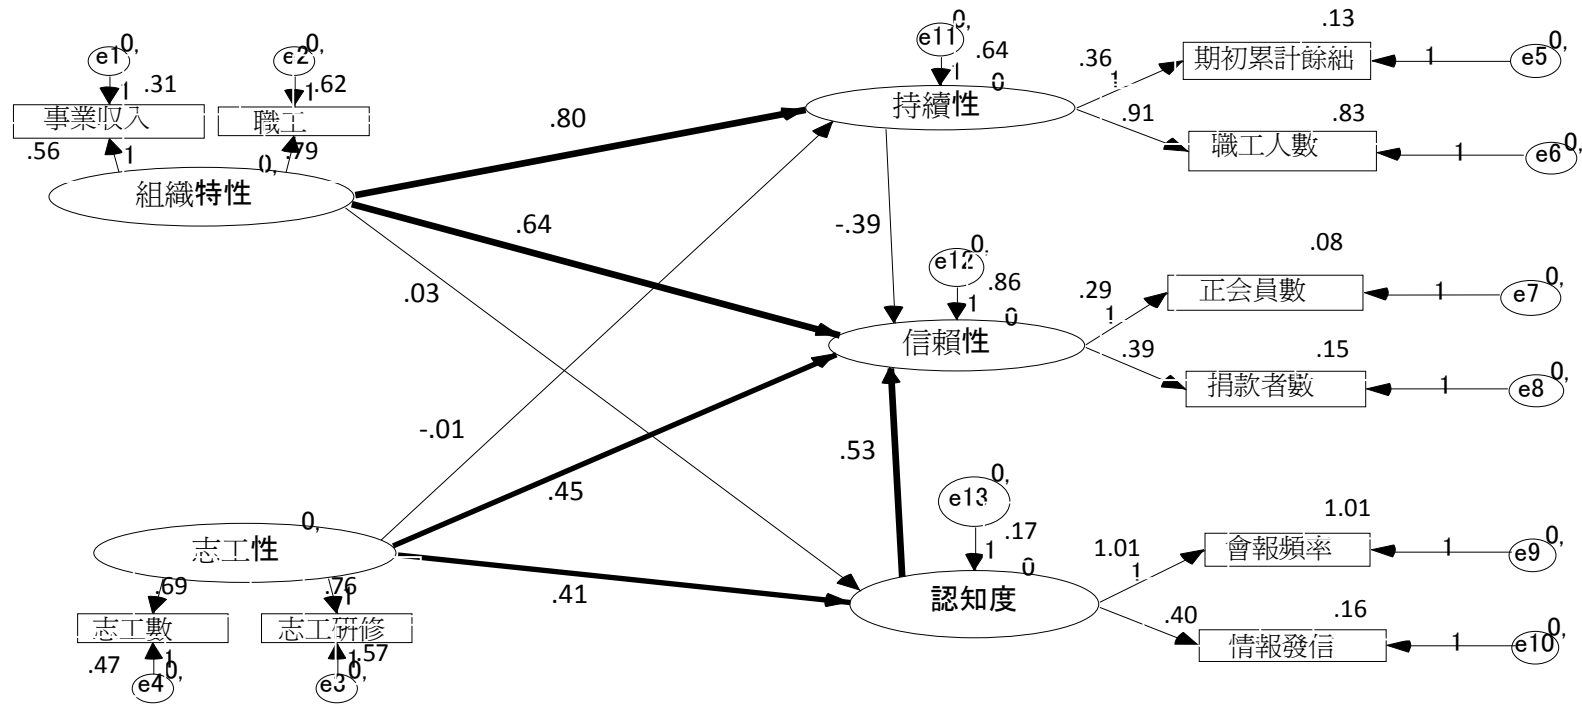 e1 0,
e2 0,
1 .31
1 .62
事業収入
職工
.56
1
.79
0,
組織特性
.80
.64
.03
-.01
.45
.41
0,
志工性
.69
.76
1
志工數
志工研修
.47
1
1
.57
e4 0,
e3 0,
0,
e11
.64
1
0
持續性
-.39
0,
e12
.86
1
0
信賴性
.53
0,
e13
.17
1
0
認知度
.13
.36
1
期初累計餘絀
1
e5 0,
.91
.83
職工人數
1
e6 0,
.08
.29
1
正会員數
1
e7 0,
.39
.15
捐款者數
1
e8 0,
1.01
1.01
1
會報頻率
1
e9 0,
.40
.16
情報發信
1
e10 0,